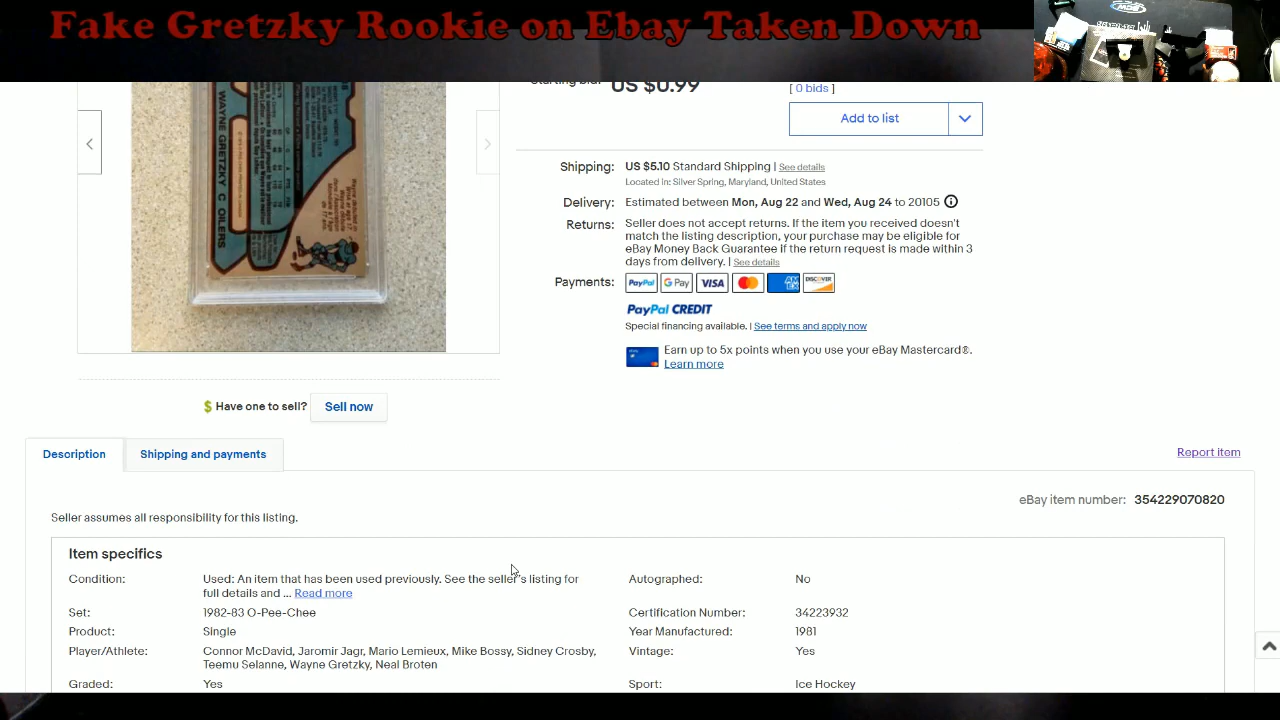 Fake Gretzky Rookie on Ebay Taken Down
Starting bid: US $0.99
[ 0 bids ]
Add to list
WAYNE GRETZKY C OILERS
Shipping: US $5.10 Standard Shipping | See details
Located in: Silver Spring, Maryland, United States
Delivery: Estimated between Mon, Aug 22 and Wed, Aug 24 to 20105
Returns: Seller does not accept returns. If the item you received doesn't
match the listing description, your purchase may be eligible for
eBay Money Back Guarantee if the return request is made within 3
days from delivery. | See details
Payments: PayPal G Pay VISA AM EX DISCOVER
PayPal CREDIT
Special financing available. | See terms and apply now
Earn up to 5x points when you use your eBay Mastercard®.
Learn more
$ Have one to sell? Sell now
Description Shipping and payments
Report item
eBay item number: 354229070820
Seller assumes all responsibility for this listing.
Item specifics
Condition: Used: An item that has been used previously. See the seller's listing for
full details and ... Read more
Autographed: No
Set: 1982-83 O-Pee-Chee
Certification Number: 34223932
Product: Single
Year Manufactured: 1981
Player/Athlete: Connor McDavid, Jaromir Jagr, Mario Lemieux, Mike Bossy, Sidney Crosby,
Teemu Selanne, Wayne Gretzky, Neal Broten
Vintage: Yes
Graded: Yes
Sport: Ice Hockey